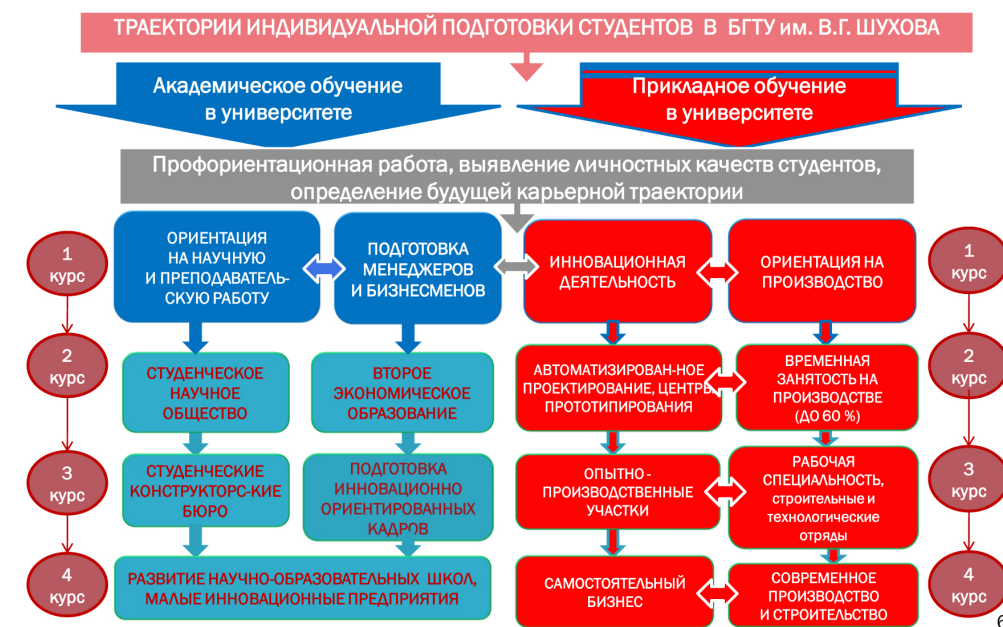 ТРАЕКТОРИИ ИНДИВИДУАЛЬНОЙ ПОДГОТОВКИ СТУДЕНТОВ В БГТУ им. В.Г. ШУХОВА
Академическое обучение
в университете
Прикладное обучение
в университете
Профориентационная работа, выявление личностных качеств студентов,
определение будущей карьерной траектории
1
курс
ОРИЕНТАЦИЯ
НА НАУЧНУЮ
И ПРЕПОДАВАТЕЛЬ-
СКУЮ РАБОТУ
ПОДГОТОВКА
МЕНЕДЖЕРОВ
И БИЗНЕСМЕНОВ
ИННОВАЦИОННАЯ
ДЕЯТЕЛЬНОСТЬ
ОРИЕНТАЦИЯ НА
ПРОИЗВОДСТВО
1
курс
2
курс
СТУДЕНЧЕСКОЕ
НАУЧНОЕ
ОБЩЕСТВО
ВТОРОЕ
ЭКОНОМИЧЕСКОЕ
ОБРАЗОВАНИЕ
АВТОМАТИЗИРОВАН-НОЕ
ПРОЕКТИРОВАНИЕ, ЦЕНТРЫ
ПРОТОТИПИРОВАНИЯ
ВРЕМЕННАЯ
ЗАНЯТОСТЬ НА
ПРОИЗВОДСТВЕ
(ДО 60 %)
2
курс
3
курс
СТУДЕНЧЕСКИЕ
КОНСТРУКТОРС-КИЕ
БЮРО
ПОДГОТОВКА
ИННОВАЦИОННО
ОРИЕНТИРОВАННЫХ
КАДРОВ
ОПЫТНО -
ПРОИЗВОДСТВЕННЫЕ
УЧАСТКИ
РАБОЧАЯ
СПЕЦИАЛЬНОСТЬ,
строительные и
технологические
отряды
3
курс
4
курс
РАЗВИТИЕ НАУЧНО-ОБРАЗОВАТЕЛЬНЫХ ШКОЛ,
МАЛЫЕ ИННОВАЦИОННЫЕ ПРЕДПРИЯТИЯ
САМОСТОЯТЕЛЬНЫЙ
БИЗНЕС
СОВРЕМЕННОЕ
ПРОИЗВОДСТВО
И СТРОИТЕЛЬСТВО
4
курс
6